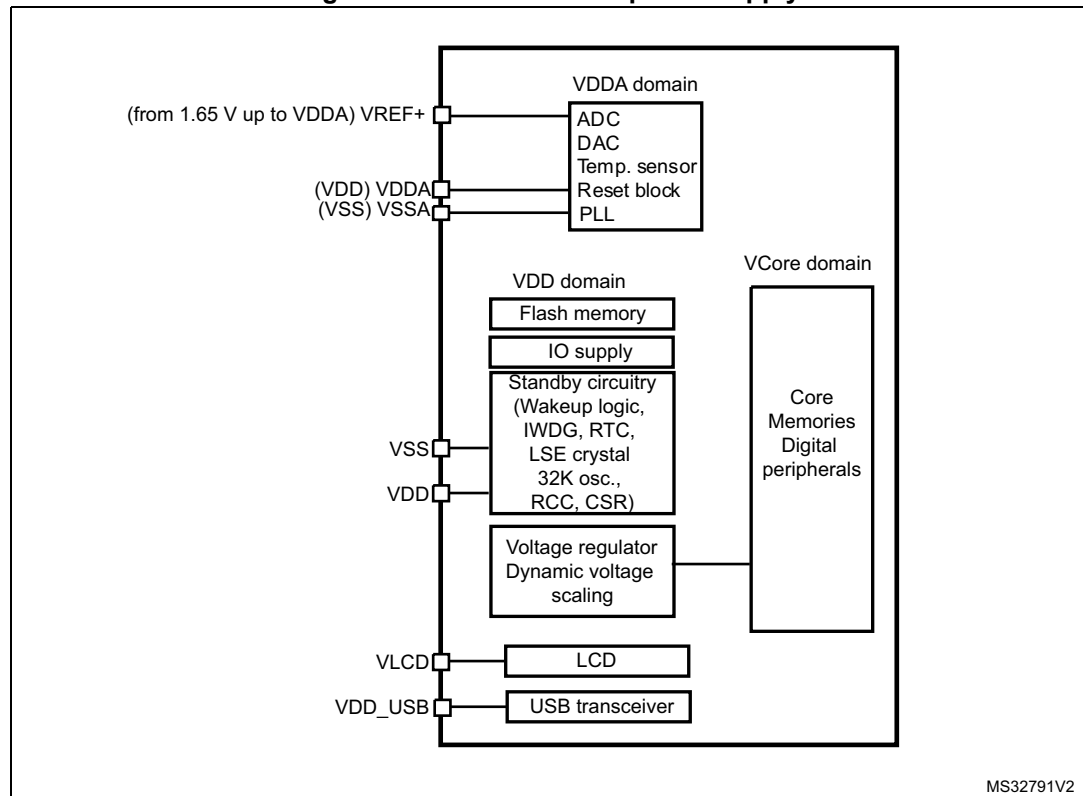 VDDA domain
(from 1.65 V up to VDDA) VREF+
ADC
DAC
Temp. sensor
(VDD) VDDA
Reset block
(VSS) VSSA
PLL
VCore domain
VDD domain
Flash memory
IO supply
Standby circuitry
(Wakeup logic,
IWDG, RTC,
LSE crystal
32K osc.,
RCC, CSR)
VSS
VDD
Core
Memories
Digital
peripherals
Voltage regulator
Dynamic voltage
scaling
VLCD
LCD
VDD_USB
USB transceiver
MS32791V2